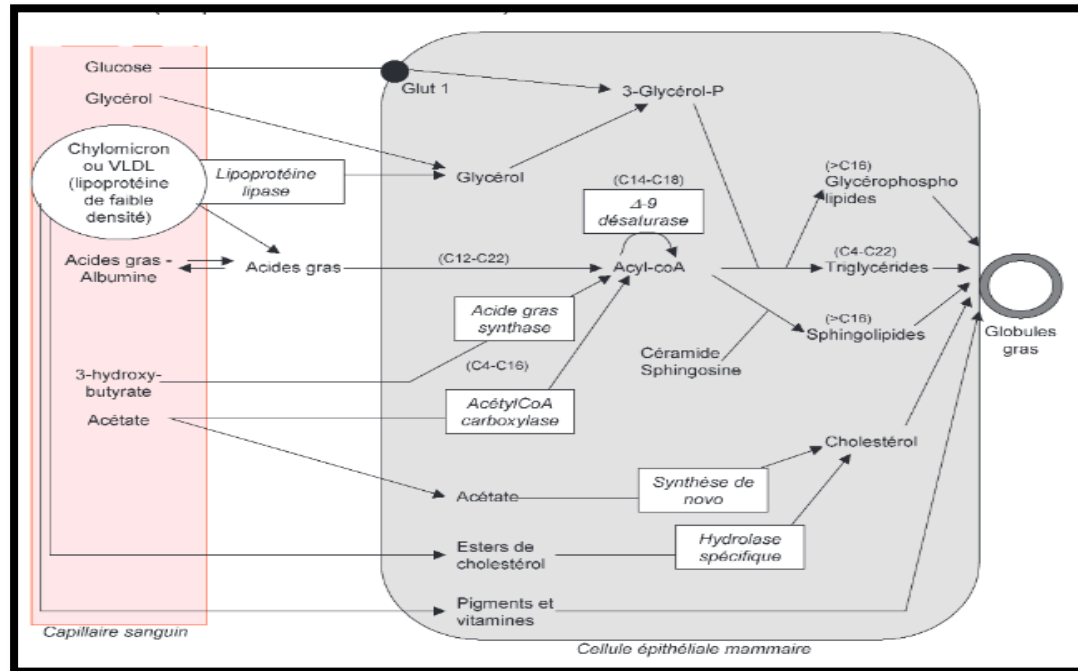 Glucose
Glut 1
3-Glycérol-P
Glycérol
Chylomicron
ou VLDL
(lipoprotéine
de faible
densité)
Lipoprotéine
lipase
Glycérol
(C14-C18)
Δ-9
désaturase
(>C16)
Glycérophospho
lipides
Acides gras -
Albumine
Acides gras
(C12-C22)
Acyl-coA
(C4-C22)
Triglycérides
Acide gras
synthase
(>C16)
Sphingolipides
Globules
gras
Céramide
Sphingosine
3-hydroxy-
butyrate
(C4-C16)
Acétate
AcétylCoA
carboxylase
Cholestérol
Acétate
Synthèse de
novo
Esters de
cholestérol
Hydrolase
spécifique
Pigments et
vitamines
Capillaire sanguin
Cellule épithéliale mammaire